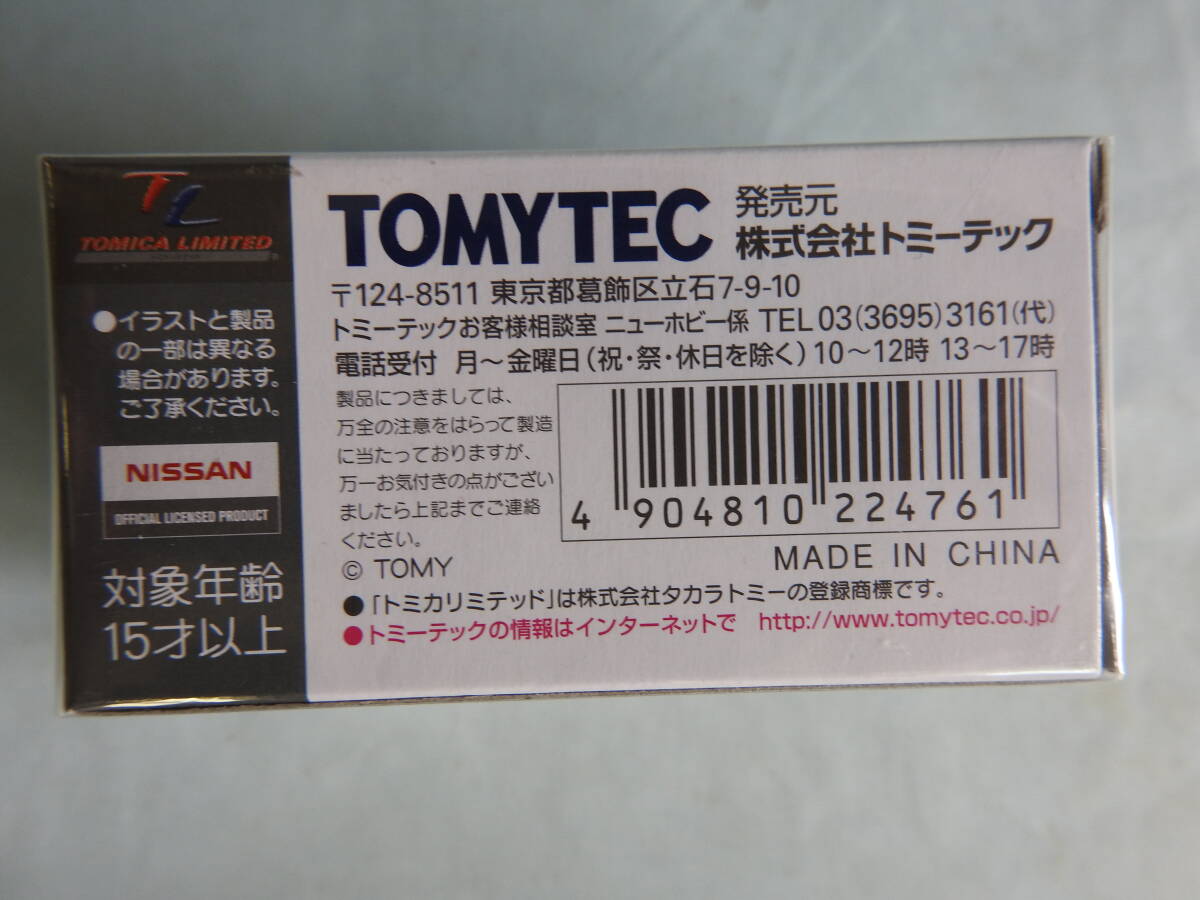 TL
TOMICA LIMITED
●イラストと製品
の一部は異なる
場合があります。
ご了承ください。
NISSAN
OFFICIAL LICENSED PRODUCT
対象年齢
15才以上
TOMYTEC
発売元
株式会社トミーテック
〒124-8511 東京都葛飾区立石7-9-10
トミーテックお客様相談室 ニューホビー係 TEL 03(3695)3161(代)
電話受付 月〜金曜日(祝・祭・休日を除く)10〜12時 13〜17時
製品につきましては、
万全の注意をはらって製造
に当たっておりますが、
万一お気付きの点がござい
ましたら上記までご連絡
ください。
© TOMY
4 904810 224761
MADE IN CHINA
●「トミカリミテッド」は株式会社タカラトミーの登録商標です。
●トミーテックの情報はインターネットで http://www.tomytec.co.jp/